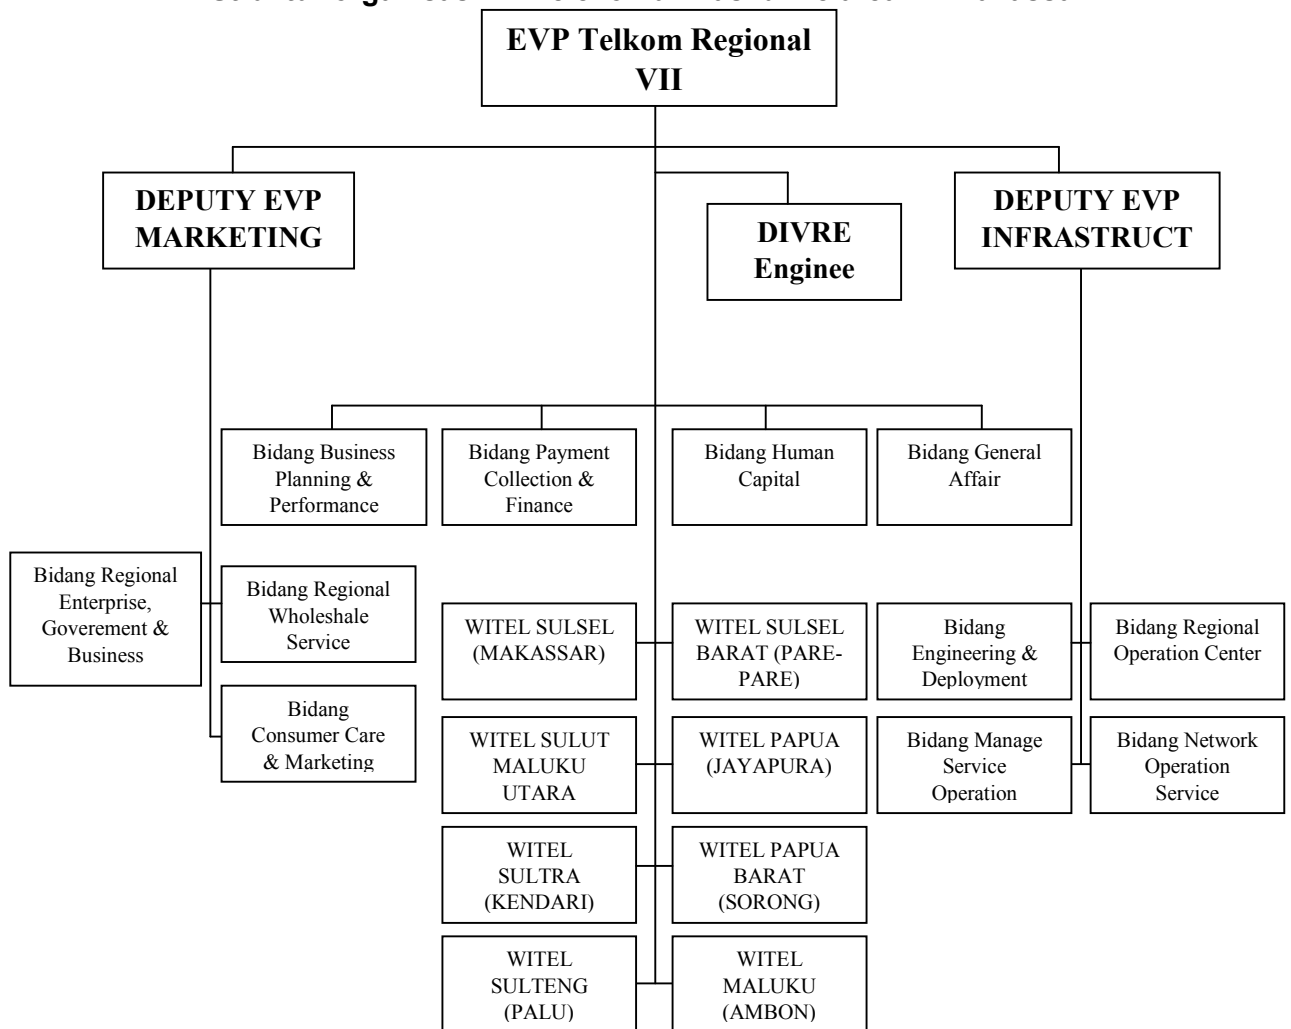 EVP Telkom Regional
VII
DEPUTY EVP
MARKETING
DIVRE
Enginee
DEPUTY EVP
INFRASTRUCT
Bidang Business
Planning &
Performance
Bidang Payment
Collection &
Finance
Bidang Human
Capital
Bidang General
Affair
Bidang Regional
Enterprise,
Goverement &
Business
Bidang Regional
Wholeshale
Service
Bidang
Consumer Care
& Marketing
WITEL SULSEL
(MAKASSAR)
WITEL SULSEL
BARAT (PARE-
PARE)
Bidang
Engineering &
Deployment
Bidang Regional
Operation Center
WITEL SULUT
MALUKU
UTARA
WITEL PAPUA
(JAYAPURA)
Bidang Manage
Service
Operation
Bidang Network
Operation
Service
WITEL
SULTRA
(KENDARI)
WITEL PAPUA
BARAT
(SORONG)
WITEL
SULTENG
(PALU)
WITEL
MALUKU
(AMBON)